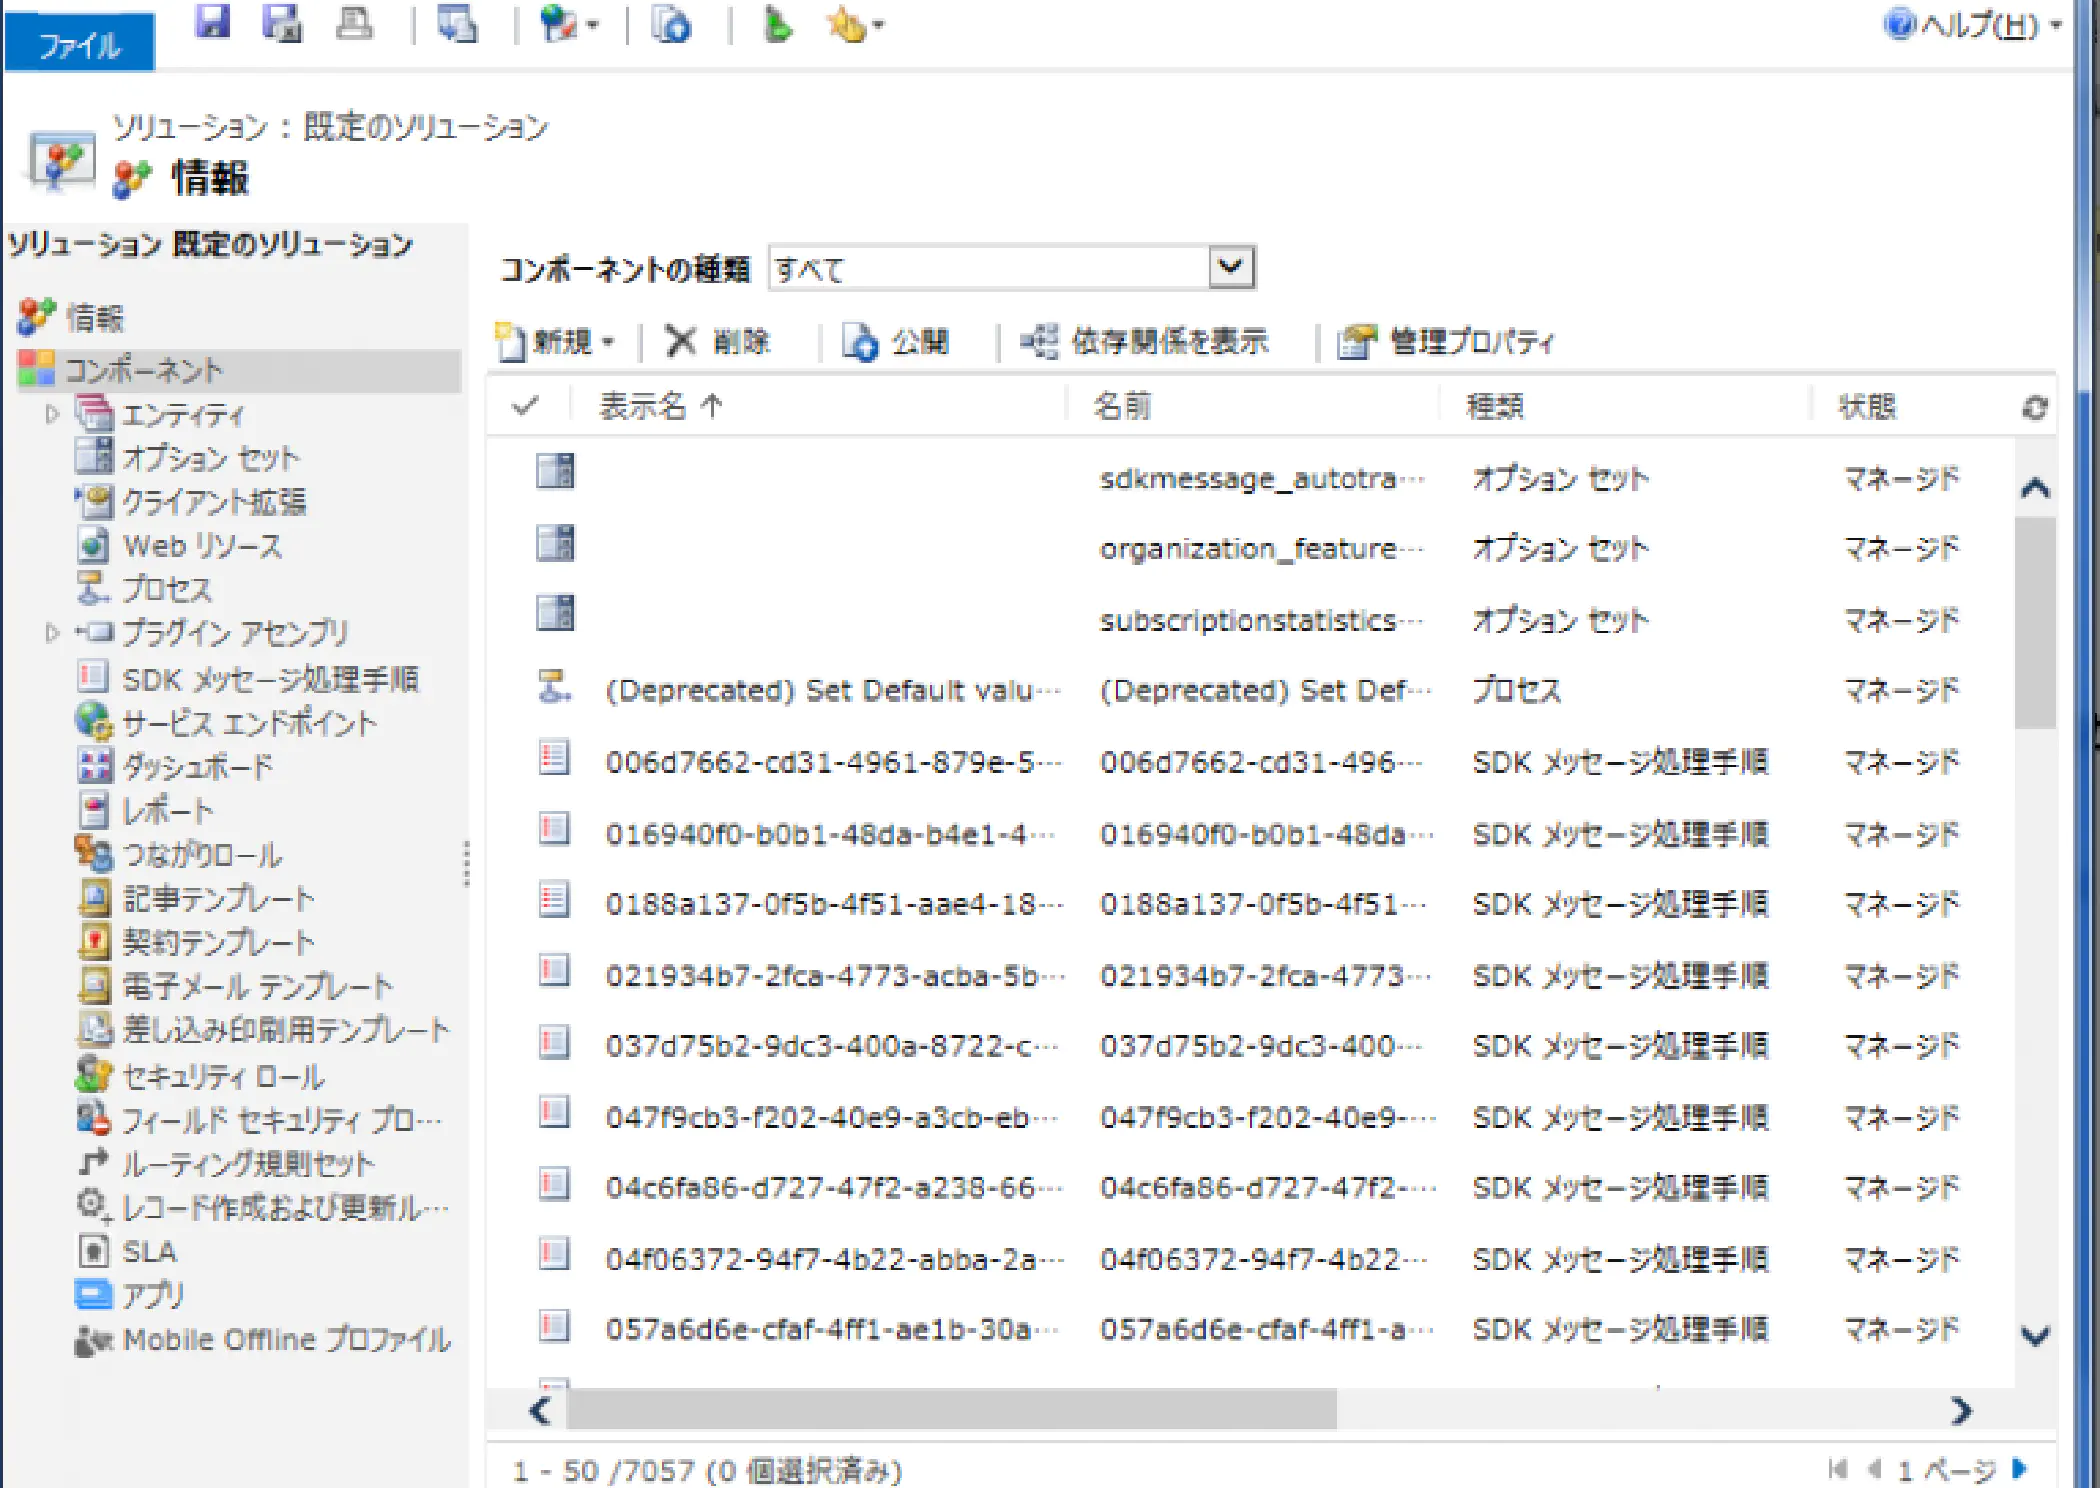 ファイル
ヘルプ(H)
ソリューション : 既定のソリューション
情報
ソリューション 既定のソリューション
情報
コンポーネント
エンティティ
オプション セット
クライアント拡張
Web リソース
プロセス
プラグイン アセンブリ
SDK メッセージ処理手順
サービス エンドポイント
ダッシュボード
レポート
つながりロール
記事テンプレート
契約テンプレート
電子メール テンプレート
差し込み印刷用テンプレート
セキュリティ ロール
フィールド セキュリティ プロ…
ルーティング規則セット
レコード作成および更新ル…
SLA
アプリ
Mobile Offline プロファイル
コンポーネントの種類 すべて
新規 削除 公開 依存関係を表示 管理プロパティ
表示名 ↑ 名前 種類 状態
sdkmessage_autotra… オプション セット マネージド
organization_feature… オプション セット マネージド
subscriptionstatistics… オプション セット マネージド
(Deprecated) Set Default valu… (Deprecated) Set Def… プロセス マネージド
006d7662-cd31-4961-879e-5… 006d7662-cd31-496… SDK メッセージ処理手順 マネージド
016940f0-b0b1-48da-b4e1-4… 016940f0-b0b1-48da… SDK メッセージ処理手順 マネージド
0188a137-0f5b-4f51-aae4-18… 0188a137-0f5b-4f51… SDK メッセージ処理手順 マネージド
021934b7-2fca-4773-acba-5b… 021934b7-2fca-4773… SDK メッセージ処理手順 マネージド
037d75b2-9dc3-400a-8722-c… 037d75b2-9dc3-400… SDK メッセージ処理手順 マネージド
047f9cb3-f202-40e9-a3cb-eb… 047f9cb3-f202-40e9-… SDK メッセージ処理手順 マネージド
04c6fa86-d727-47f2-a238-66… 04c6fa86-d727-47f2-… SDK メッセージ処理手順 マネージド
04f06372-94f7-4b22-abba-2a… 04f06372-94f7-4b22… SDK メッセージ処理手順 マネージド
057a6d6e-cfaf-4ff1-ae1b-30a… 057a6d6e-cfaf-4ff1-a… SDK メッセージ処理手順 マネージド
1 - 50 /7057 (0 個選択済み)
1 ページ